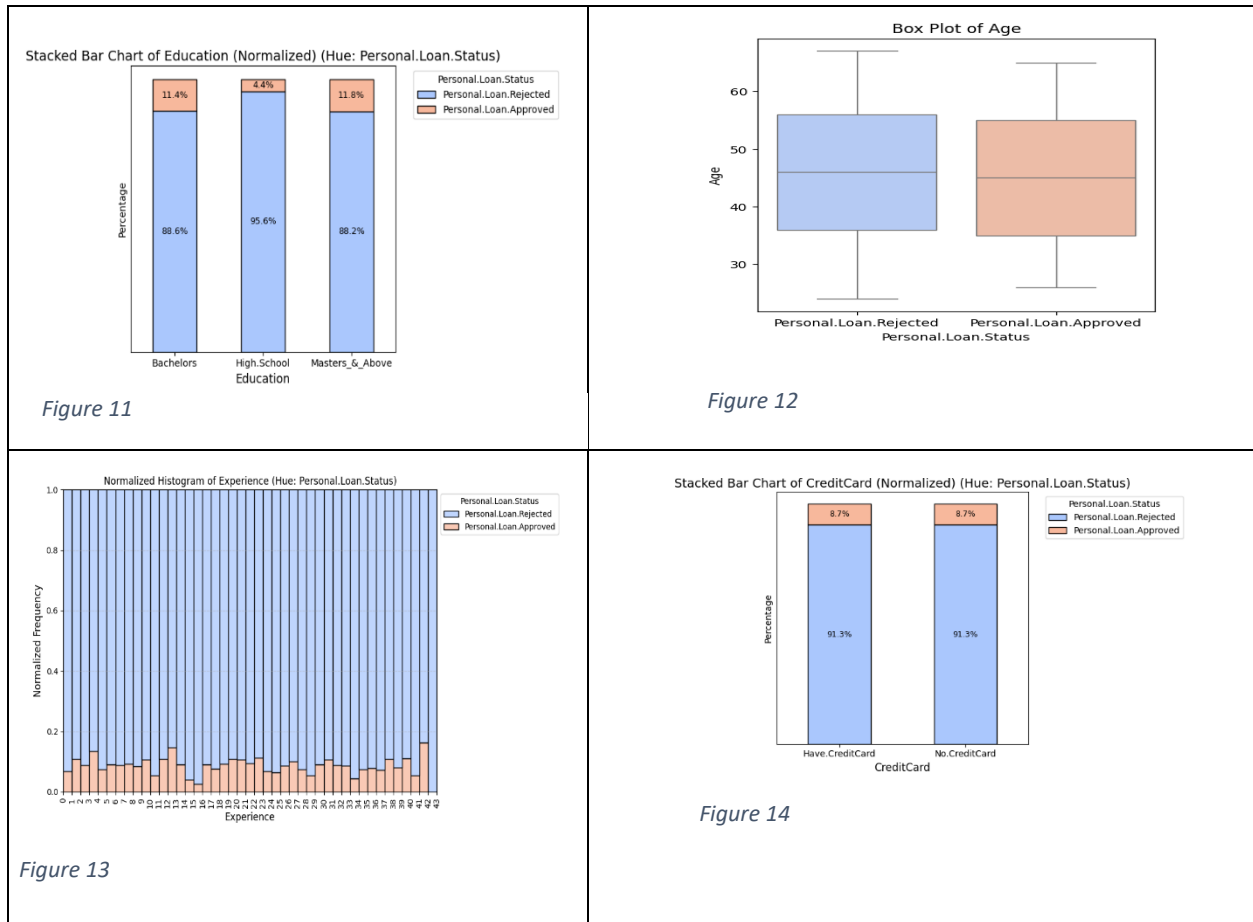 Stacked Bar Chart of Education (Normalized) (Hue: Personal.Loan.Status)
Personal.Loan.Status
Personal.Loan.Rejected
Personal.Loan.Approved
11.4%
4.4%
11.8%
88.6%
95.6%
88.2%
Percentage
Bachelors
High.School
Masters_&_Above
Education
Figure 11
Box Plot of Age
60
50
40
30
Age
Personal.Loan.Rejected
Personal.Loan.Approved
Personal.Loan.Status
Figure 12
Normalized Histogram of Experience (Hue: Personal.Loan.Status)
Personal.Loan.Status
Personal.Loan.Rejected
Personal.Loan.Approved
1.0
0.8
0.6
0.4
0.2
0.0
Normalized Frequency
0 1 2 3 4 5 6 7 8 9 10 11 12 13 14 15 16 17 18 19 20 21 22 23 24 25 26 27 28 29 30 31 32 33 34 35 36 37 38 39 40 41 42 43
Experience
Figure 13
Stacked Bar Chart of CreditCard (Normalized) (Hue: Personal.Loan.Status)
Personal.Loan.Status
Personal.Loan.Rejected
Personal.Loan.Approved
8.7%
8.7%
91.3%
91.3%
Percentage
Have.CreditCard
No.CreditCard
CreditCard
Figure 14